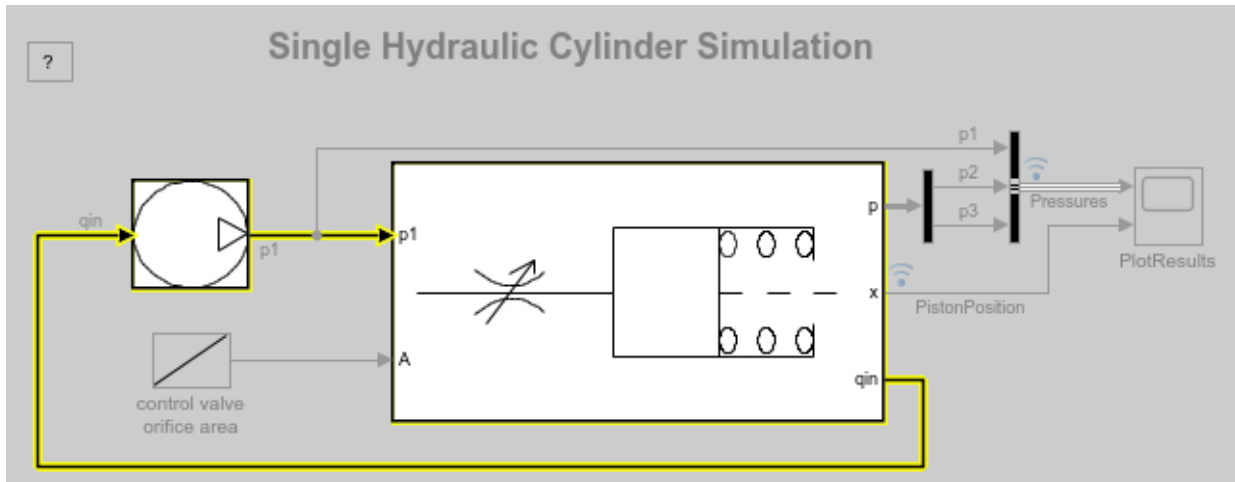 Single Hydraulic Cylinder Simulation
?
p1
p2
p3
Pressures
PlotResults
qin
p1
p1
p
x
PistonPosition
A
qin
control valve
orifice area